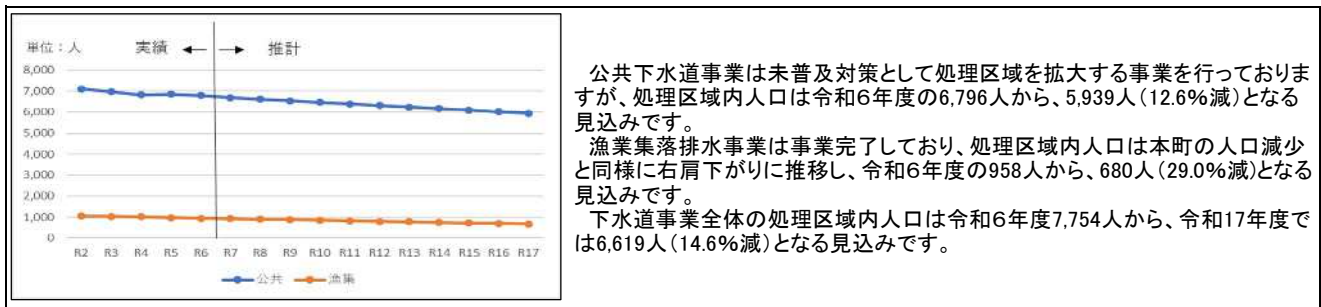 単位：人
実績 ← → 推計
8,000
7,000
6,000
5,000
4,000
3,000
2,000
1,000
0
R2 R3 R4 R5 R6 R7 R8 R9 R10 R11 R12 R13 R14 R15 R16 R17
公共 漁集
公共下水道事業は未普及対策として処理区域を拡大する事業を行っておりま
すが、処理区域内人口は令和６年度の6,796人から、5,939人（12.6%減）となる
見込みです。
漁業集落排水事業は事業完了しており、処理区域内人口は本町の人口減少
と同様に右肩下がりに推移し、令和６年度の958人から、680人（29.0%減）となる
見込みです。
下水道事業全体の処理区域内人口は令和６年度7,754人から、令和17年度で
は6,619人（14.6%減）となる見込みです。